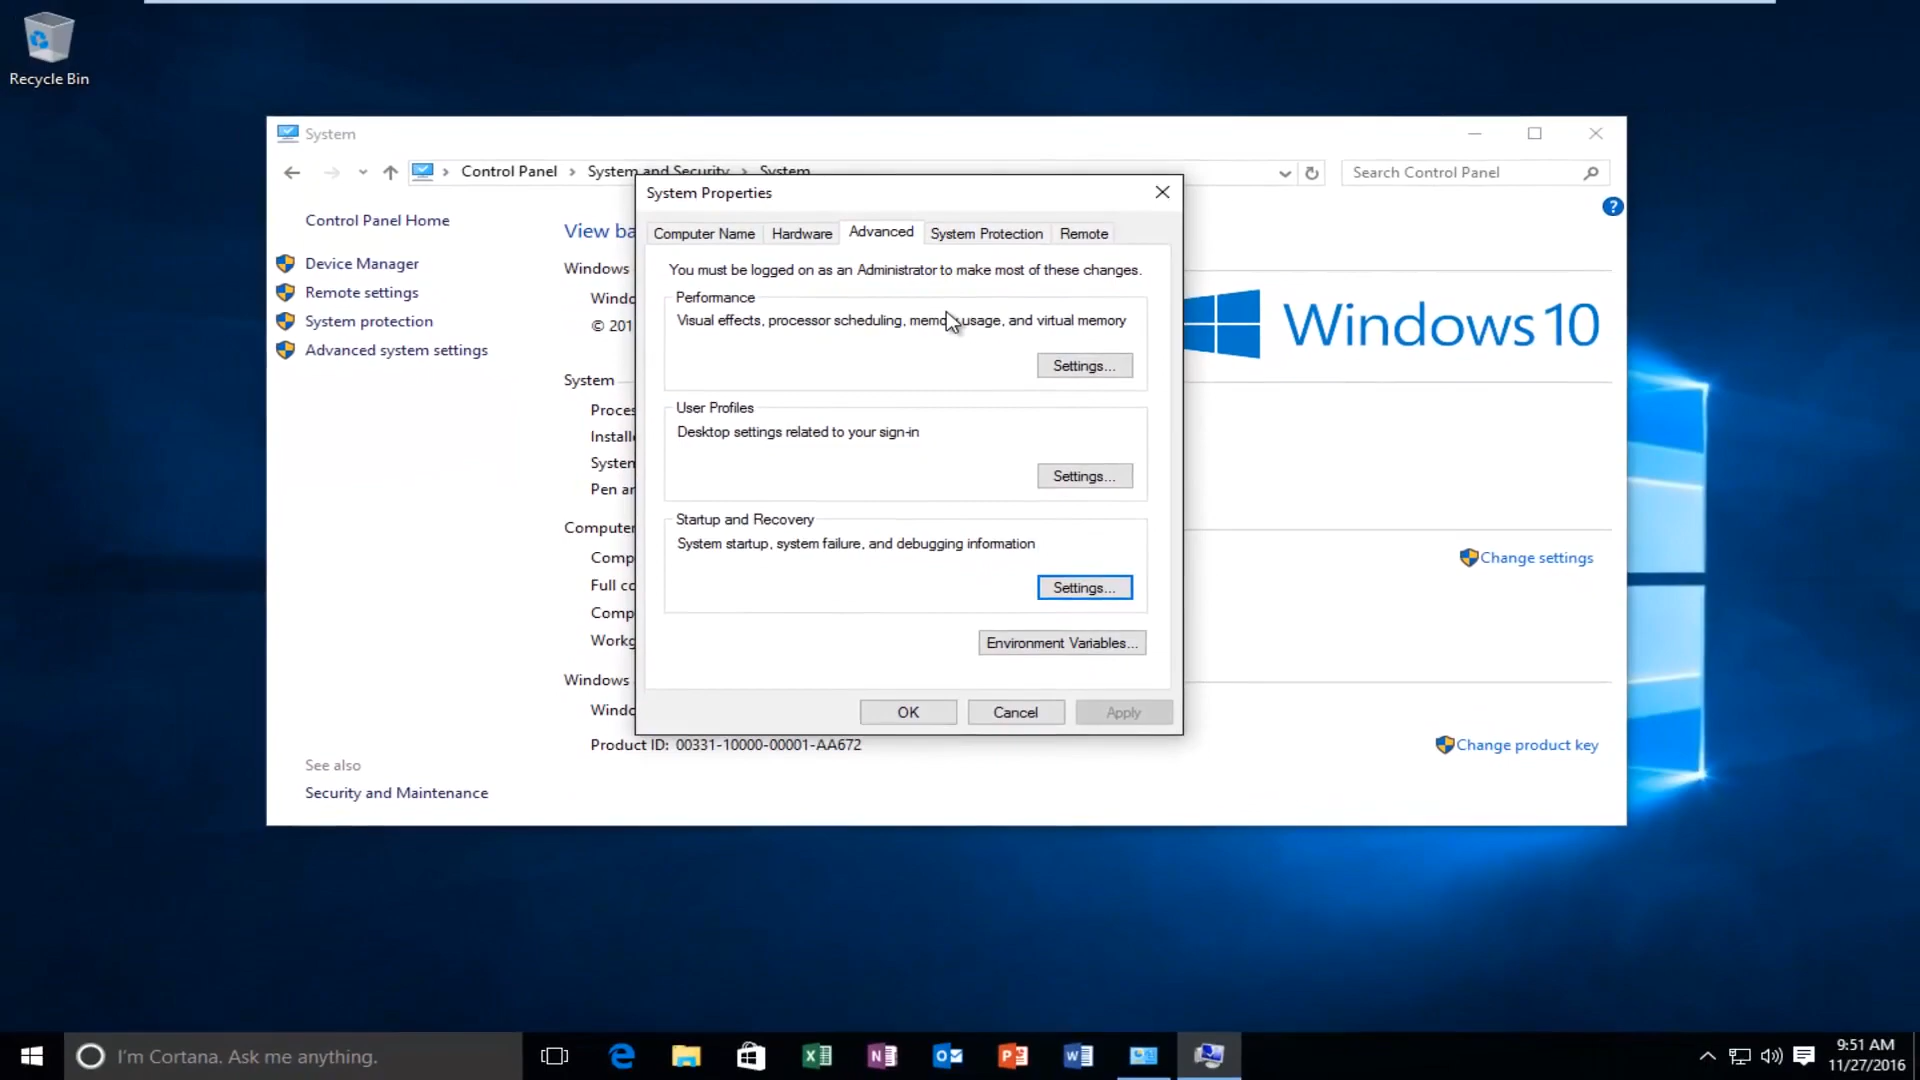 Recycle Bin
System
Control Panel
System and Security
System
Search Control Panel
System Properties
Control Panel Home
Device Manager
Remote settings
System protection
Advanced system settings
See also
Security and Maintenance
View ba
Windows
Windo
© 201
System
Proces
Installe
System
Pen an
Computer
Comp
Full co
Comp
Workg
Windows
Windo
Product ID: 00331-10000-00001-AA672
Computer Name
Hardware
Advanced
System Protection
Remote
You must be logged on as an Administrator to make most of these changes.
Performance
Visual effects, processor scheduling, memory usage, and virtual memory
Settings...
User Profiles
Desktop settings related to your sign-in
Settings...
Startup and Recovery
System startup, system failure, and debugging information
Settings...
Environment Variables...
OK
Cancel
Apply
Windows 10
Change settings
Change product key
I'm Cortana. Ask me anything.
9:51 AM
11/27/2016